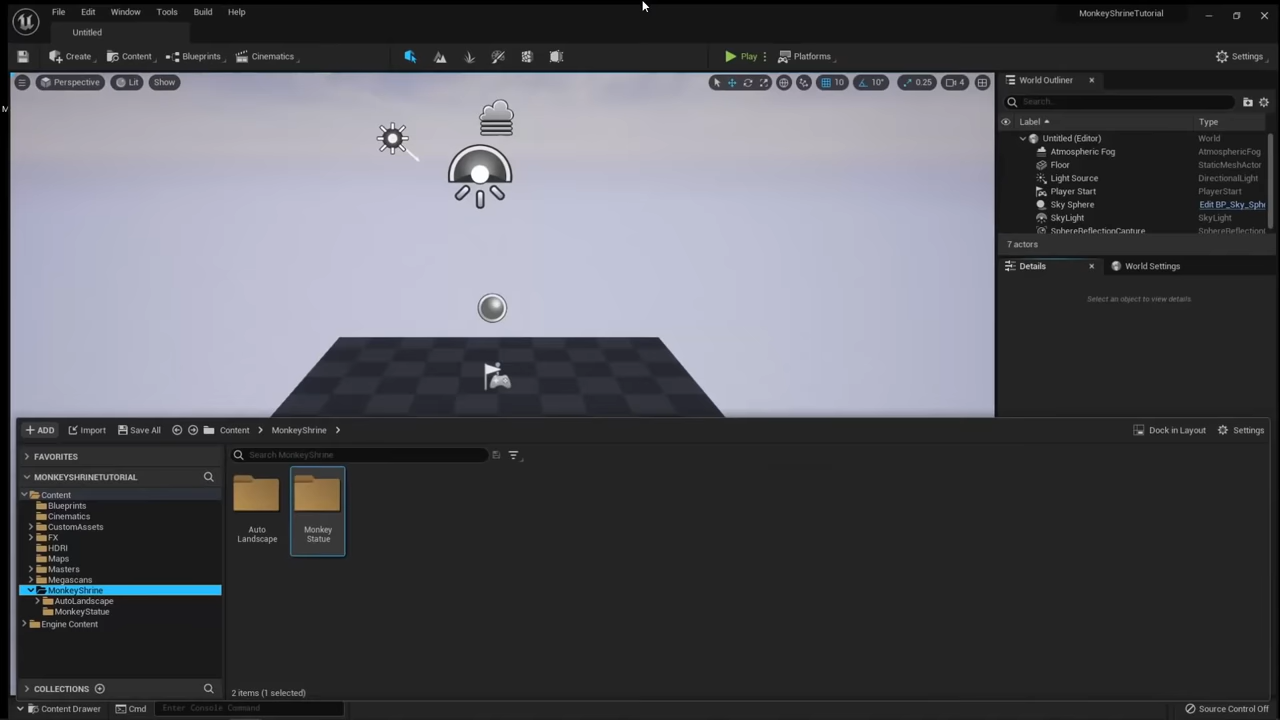 File Edit Window Tools Build Help
MonkeyShrineTutorial
Untitled
Create Content Blueprints Cinematics Play Platforms Settings
Perspective Lit Show 10 10° 0.25 4
World Outliner
M
Search...
Label Type
Untitled (Editor) World
Atmospheric Fog AtmosphericFog
Floor StaticMeshActor
Light Source DirectionalLight
Player Start PlayerStart
Sky Sphere Edit BP_Sky_Sph
SkyLight SkyLight
SphereReflectionCapture SphereReflection
7 actors
Details World Settings
Select an object to view details.
+ ADD Import Save All Content MonkeyShrine Dock in Layout Settings
FAVORITES
Search MonkeyShrine
MONKEYSHRINETUTORIAL
Content
Blueprints
Cinematics
CustomAssets
FX
HDRI
Maps
Masters
Megascans
MonkeyShrine
AutoLandscape
MonkeyStatue
Engine Content
Auto
Landscape
Monkey
Statue
COLLECTIONS
2 items (1 selected)
Content Drawer Cmd Enter Console Command Source Control Off